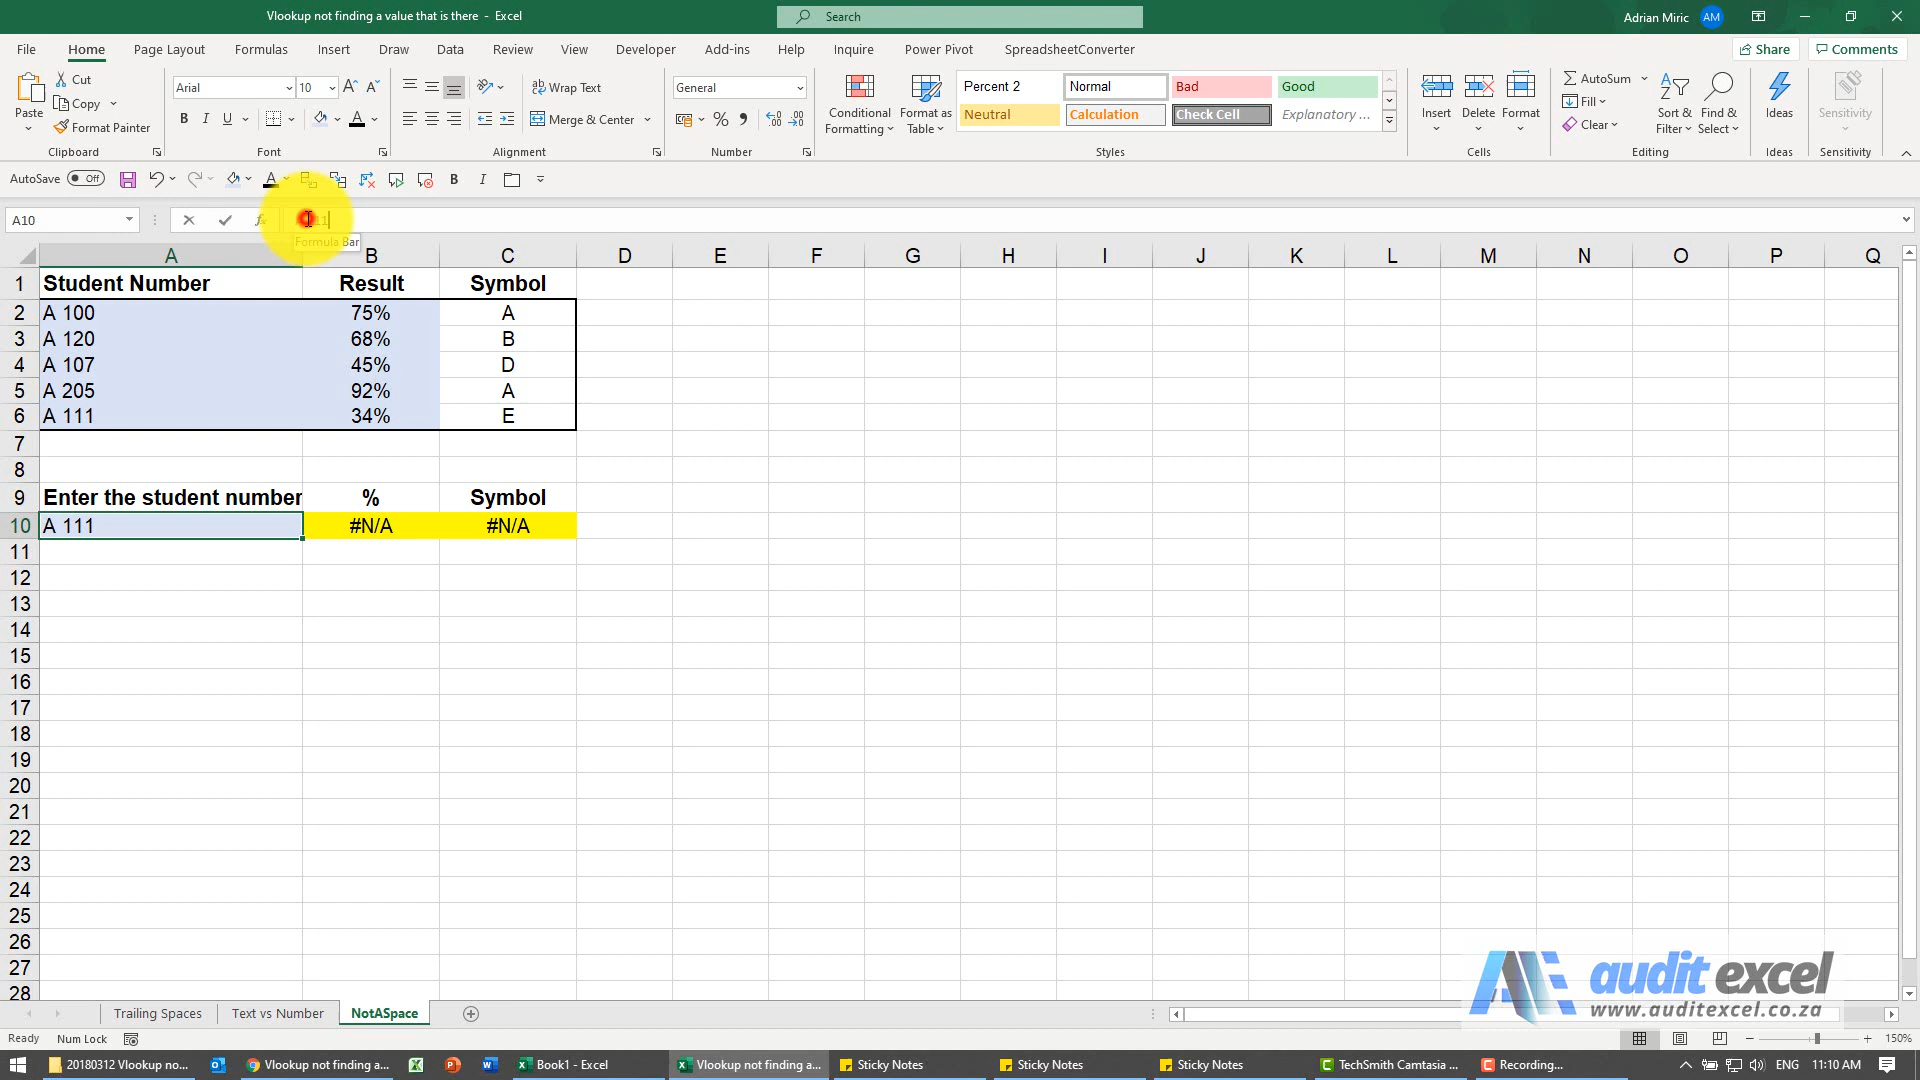 Vlookup not finding a value that is there - Excel
Search
Adrian Miric AM
File Home Page Layout Formulas Insert Draw Data Review View Developer Add-ins Help Inquire Power Pivot SpreadsheetConverter Share Comments
Paste
Cut
Copy
Format Painter
Clipboard
Arial 10
B I U A
Font
Wrap Text
Merge & Center
Alignment
General
%
Number
Conditional Formatting
Format as Table
Percent 2 Normal Bad Good
Neutral Calculation Check Cell Explanatory ...
Styles
Insert Delete Format
Cells
AutoSum
Fill
Clear
Sort & Filter
Find & Select
Editing
Ideas
Ideas
Sensitivity
Sensitivity
AutoSave Off A B I
A10 fx
Formula Bar
A B C D E F G H I J K L M N O P Q
1 Student Number Result Symbol
2 A 100 75% A
3 A 120 68% B
4 A 107 45% D
5 A 205 92% A
6 A 111 34% E
7
8
9 Enter the student number % Symbol
10 A 111 #N/A #N/A
11
12
13
14
15
16
17
18
19
20
21
22
23
24
25
26
27
28
audit excel
www.auditexcel.co.za
Trailing Spaces Text vs Number NotASpace
Ready Num Lock 150%
20180312 Vlookup no... Vlookup not finding a... Book1 - Excel Vlookup not finding a... Sticky Notes Sticky Notes Sticky Notes TechSmith Camtasia ... Recording... ENG 11:10 AM